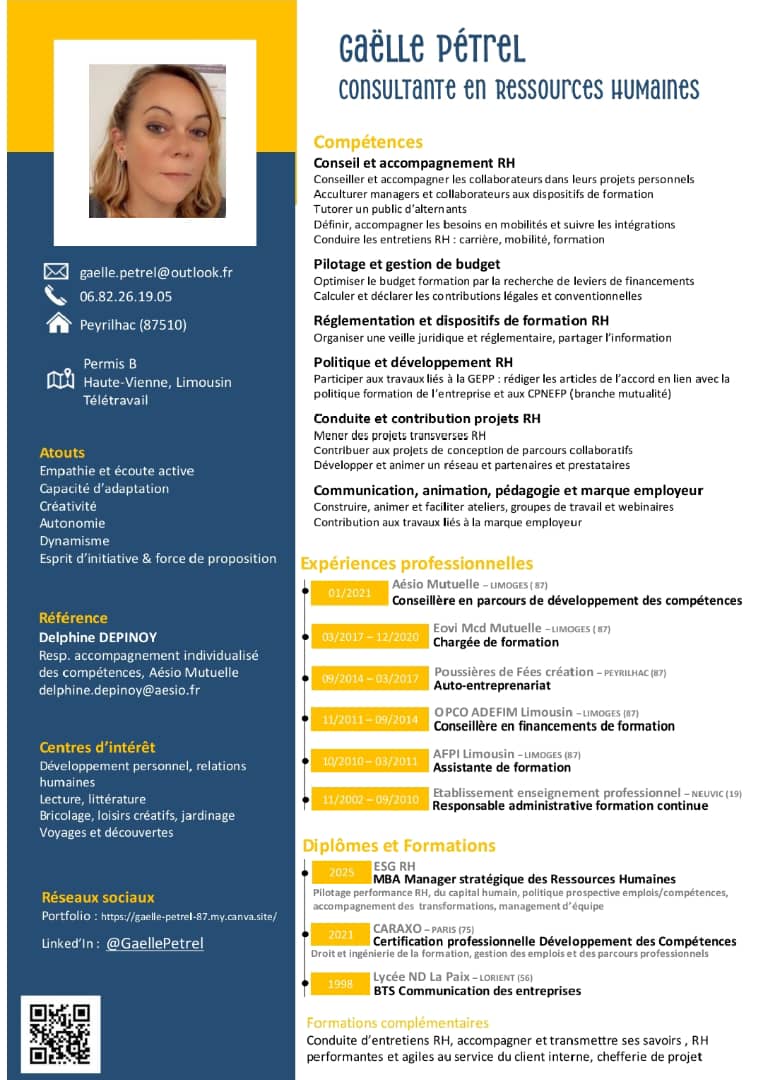 Gaëlle Pétrel
Consultante en Ressources Humaines
gaelle.petrel@outlook.fr
06.82.26.19.05
Peyrilhac (87510)
Permis B
Haute-Vienne, Limousin
Télétravail
Atouts
Empathie et écoute active
Capacité d'adaptation
Créativité
Autonomie
Dynamisme
Esprit d'initiative & force de proposition
Référence
Delphine DEPINOY
Resp. accompagnement individualisé
des compétences, Aésio Mutuelle
delphine.depinoy@aesio.fr
Centres d'intérêt
Développement personnel, relations
humaines
Lecture, littérature
Bricolage, loisirs créatifs, jardinage
Voyages et découvertes
Réseaux sociaux
Portfolio : https://gaelle-petrel-87.my.canva.site/
Linked'In : @GaellePetrel
Compétences
Conseil et accompagnement RH
Conseiller et accompagner les collaborateurs dans leurs projets personnels
Acculturer managers et collaborateurs aux dispositifs de formation
Tutorer un public d'alternants
Définir, accompagner les besoins en mobilités et suivre les intégrations
Conduire les entretiens RH : carrière, mobilité, formation
Pilotage et gestion de budget
Optimiser le budget formation par la recherche de leviers de financements
Calculer et déclarer les contributions légales et conventionnelles
Réglementation et dispositifs de formation RH
Organiser une veille juridique et réglementaire, partager l'information
Politique et développement RH
Participer aux travaux liés à la GEPP : rédiger les articles de l'accord en lien avec la
politique formation de l'entreprise et aux CPNEFP (branche mutualité)
Conduite et contribution projets RH
Mener des projets transverses RH
Contribuer aux projets de conception de parcours collaboratifs
Développer et animer un réseau et partenaires et prestataires
Communication, animation, pédagogie et marque employeur
Construire, animer et faciliter ateliers, groupes de travail et webinaires
Contribution aux travaux liés à la marque employeur
Expériences professionnelles
01/2021 Aésio Mutuelle – LIMOGES ( 87)
Conseillère en parcours de développement des compétences
03/2017 – 12/2020 Eovi Mcd Mutuelle – LIMOGES ( 87)
Chargée de formation
09/2014 – 03/2017 Poussières de Fées création – PEYRILHAC (87)
Auto-entreprenariat
11/2011 – 09/2014 OPCO ADEFIM Limousin – LIMOGES (87)
Conseillère en financements de formation
10/2010 – 03/2011 AFPI Limousin – LIMOGES (87)
Assistante de formation
11/2002 – 09/2010 Etablissement enseignement professionnel – NEUVIC (19)
Responsable administrative formation continue
Diplômes et Formations
2025 ESG RH
MBA Manager stratégique des Ressources Humaines
Pilotage performance RH, du capital humain, politique prospective emplois/compétences,
accompagnement des transformations, management d'équipe
2021 CARAXO – PARIS (75)
Certification professionnelle Développement des Compétences
Droit et ingénierie de la formation, gestion des emplois et des parcours professionnels
1998 Lycée ND La Paix – LORIENT (56)
BTS Communication des entreprises
Formations complémentaires
Conduite d'entretiens RH, accompagner et transmettre ses savoirs , RH
performantes et agiles au service du client interne, chefferie de projet